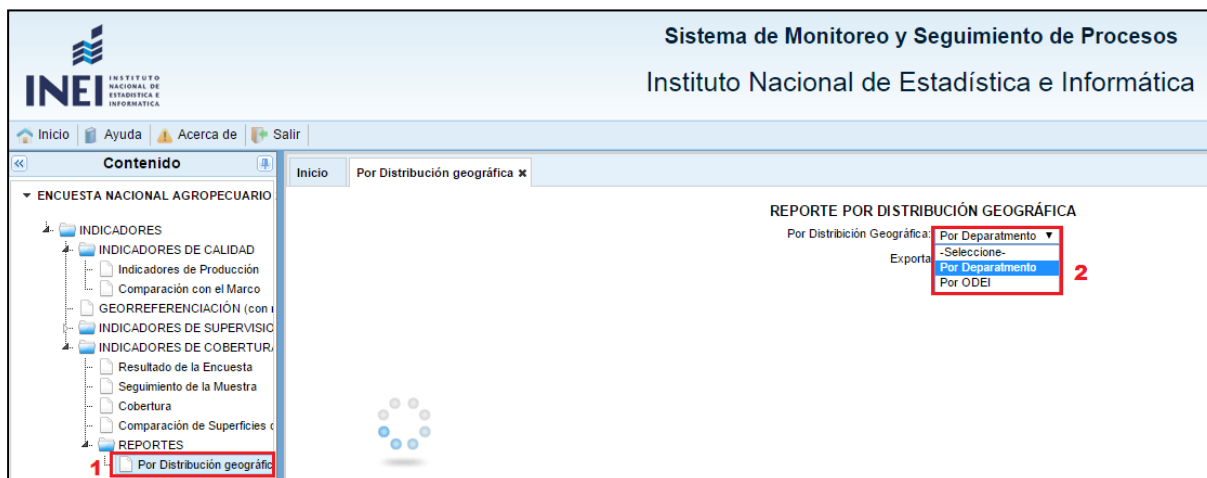 Sistema de Monitoreo y Seguimiento de Procesos
Instituto Nacional de Estadística e Informática
INEI
INSTITUTO
NACIONAL DE
ESTADISTICA E
INFORMATICA
Inicio Ayuda Acerca de Salir
Contenido
Inicio Por Distribución geográfica
ENCUESTA NACIONAL AGROPECUARIO
INDICADORES
INDICADORES DE CALIDAD
Indicadores de Producción
Comparación con el Marco
GEORREFERENCIACIÓN (con
INDICADORES DE SUPERVISIO
INDICADORES DE COBERTUR
Resultado de la Encuesta
Seguimiento de la Muestra
Cobertura
Comparación de Superficies
REPORTES
1 Por Distribución geográfic
REPORTE POR DISTRIBUCIÓN GEOGRÁFICA
Por Distribición Geográfica: Por Deparatmento
Exporta
-Seleccione-
Por Deparatmento
Por ODEI
2